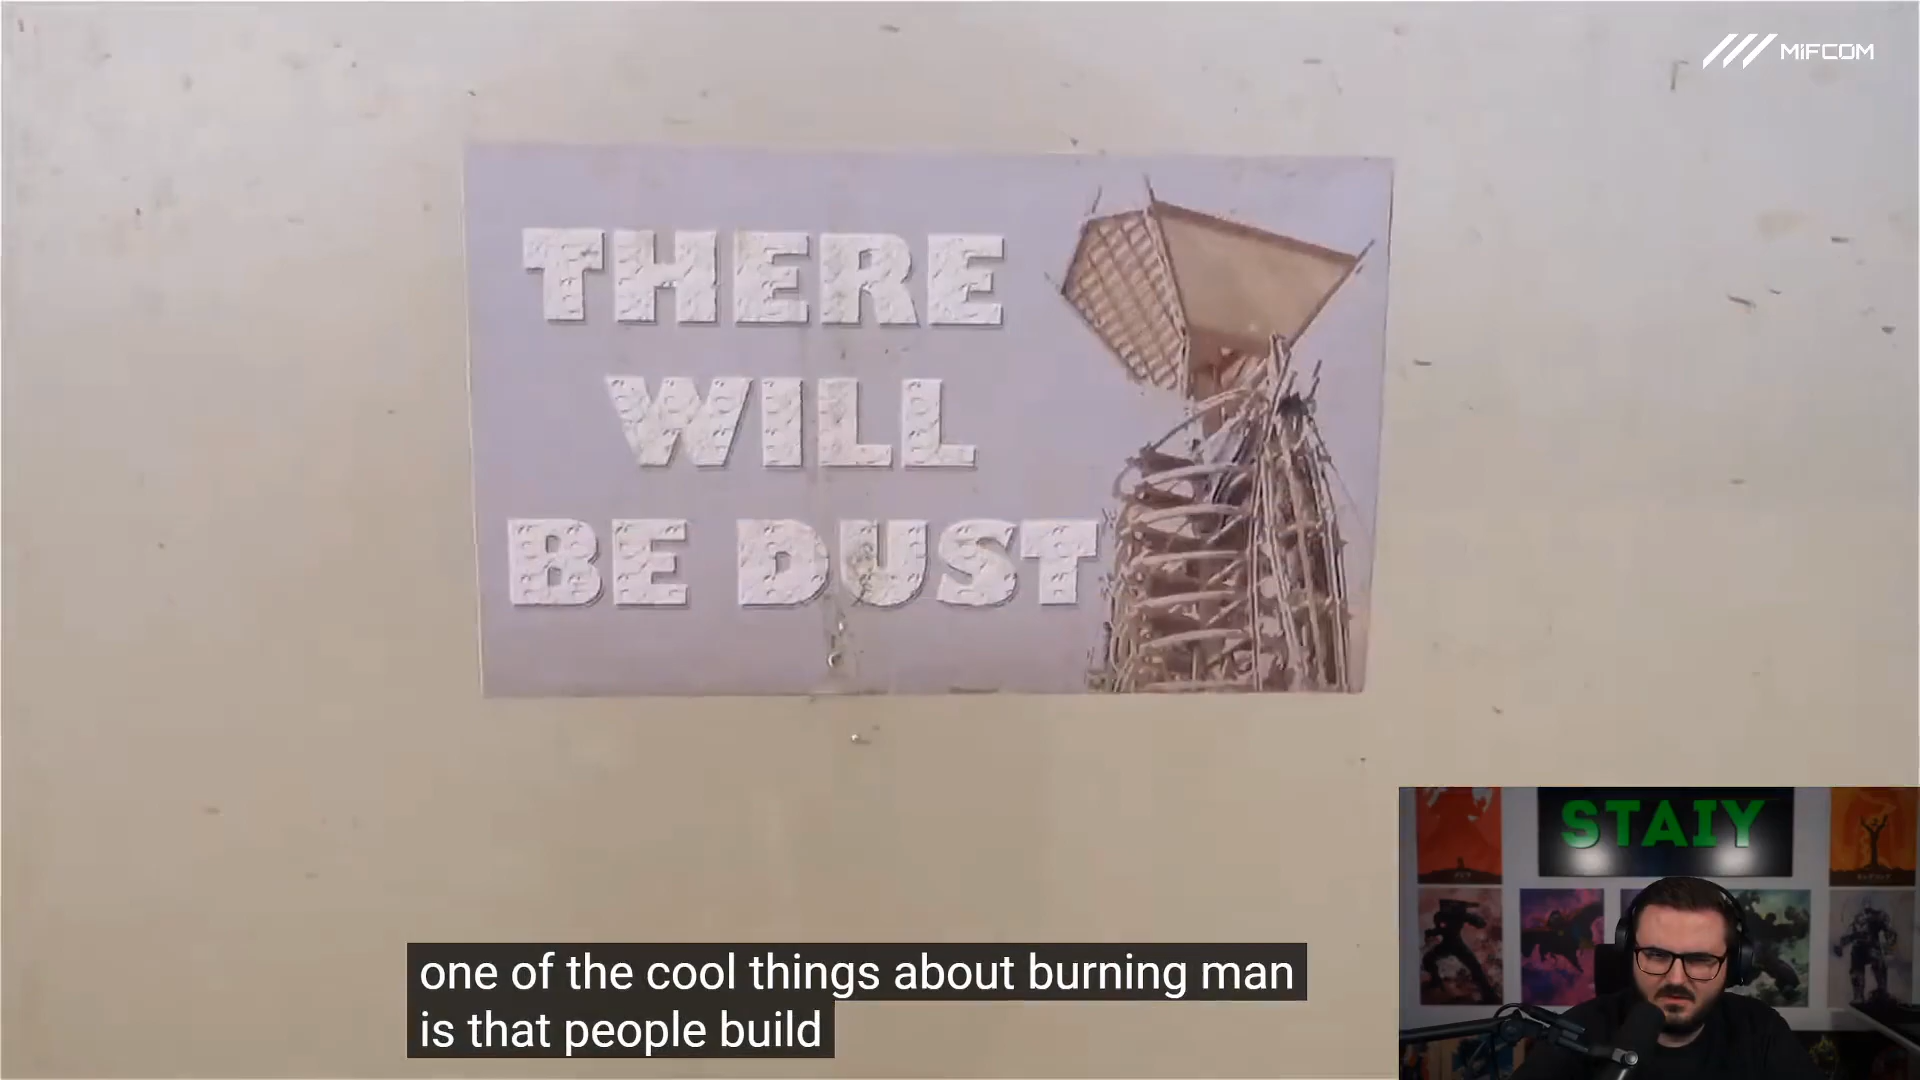 MIFCOM
THERE
WILL
BE DUST
STAIY
one of the cool things about burning man
is that people build